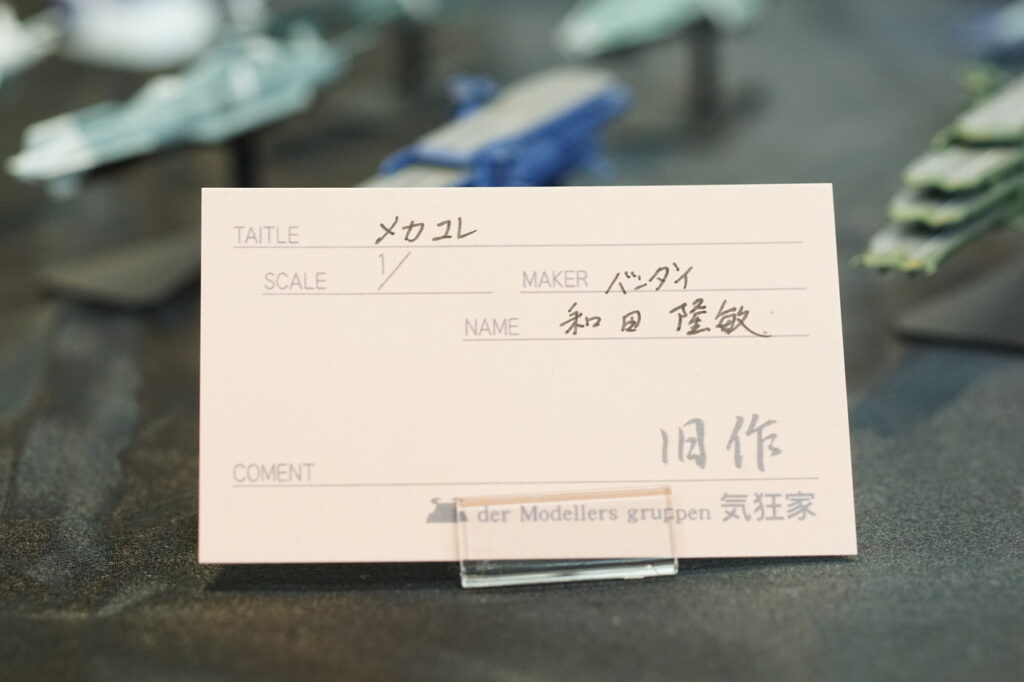 TAITLE メカコレ
SCALE 1/ MAKER バンダイ
NAME 和田 隆敏
旧作
COMENT
der Modellers gruppen 気狂家